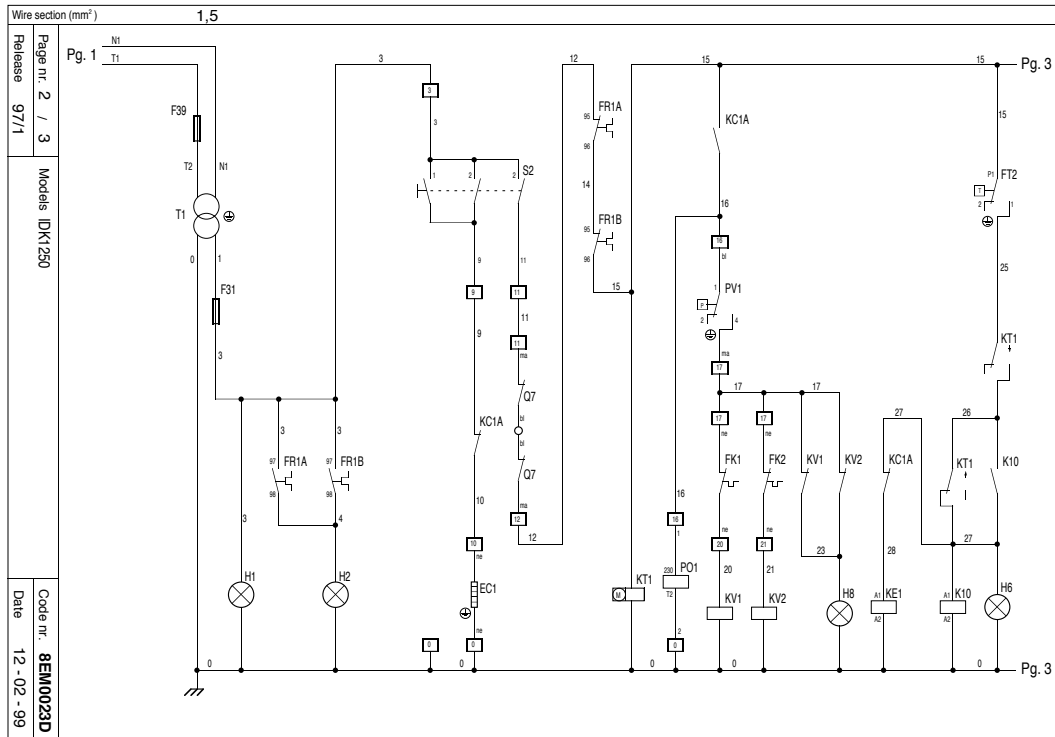 Wire section (mm²) 1,5
Page nr. 2 / 3
Release 97/1
Models IDK1250
Code nr. 8EM0023D
Date 12 - 02 - 99
Pg. 1
N1
T1
F39
T2 N1
T1
0 1
F31
3
3
3
3
3
97 FR1A
98
97 FR1B
98
4
H1
H2
0
3
3
3
1 2 2 S2
9
9
9
KC1A
10
10
ne
EC1
ne
0
0
0
11
11
11
11
ma
Q7
bl
bl
Q7
ma
12
12
12
95 FR1A
96
14
95 FR1B
96
15
15
KC1A
16
16
bl
1 PV1
P
2 4
ma
17
17
17
17
17
ne
ne
FK1
FK2
KV1
KV2
ne
ne
20
21
20
21
23
16
16
1
230 PO1
T2
2
0
M KT1
KV1
KV2
H8
0
0
15 Pg. 3
15
P1 FT2
T
2 1
25
KT1
27
26
KC1A
KT1
K10
27
28
A1 KE1
A2
A1 K10
A2
H6
0 Pg. 3